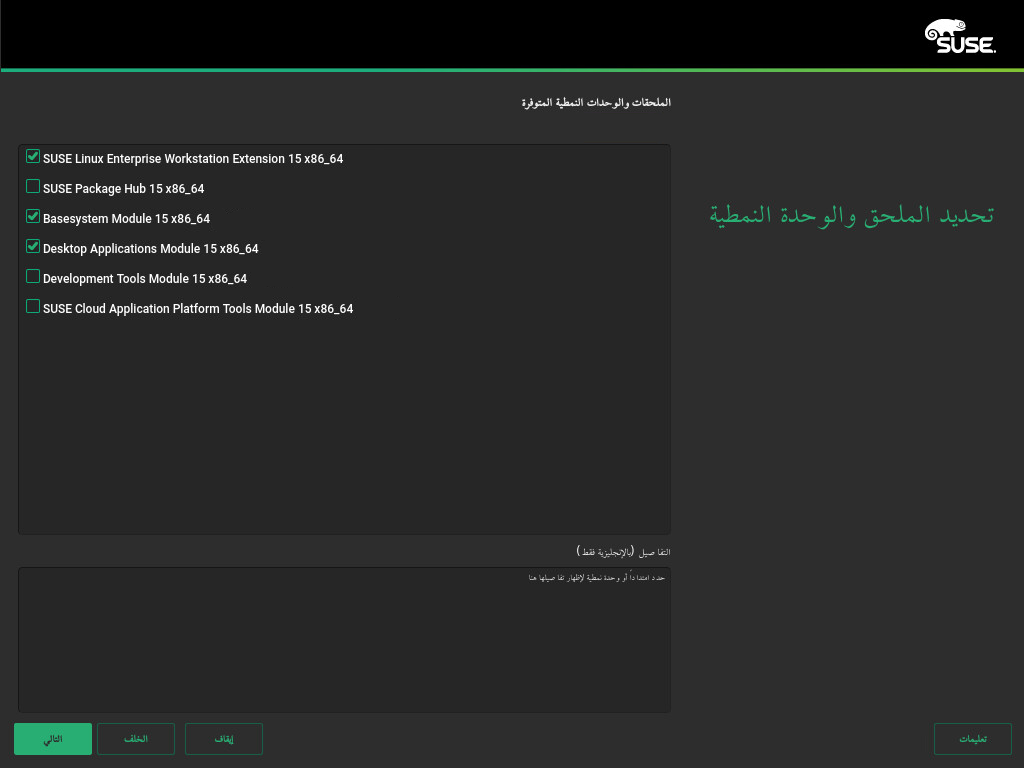 SUSE.
الملحقات والوحدات النمطية المتوفرة
تحديد الملحق والوحدة النمطية
SUSE Linux Enterprise Workstation Extension 15 x86_64
SUSE Package Hub 15 x86_64
Basesystem Module 15 x86_64
Desktop Applications Module 15 x86_64
Development Tools Module 15 x86_64
SUSE Cloud Application Platform Tools Module 15 x86_64
التفاصيل (بالإنجليزية فقط)
حدد امتدادًا أو وحدة نمطية لإظهار تفاصيلها هنا
تعليمات
إيقاف
الخلف
التالي